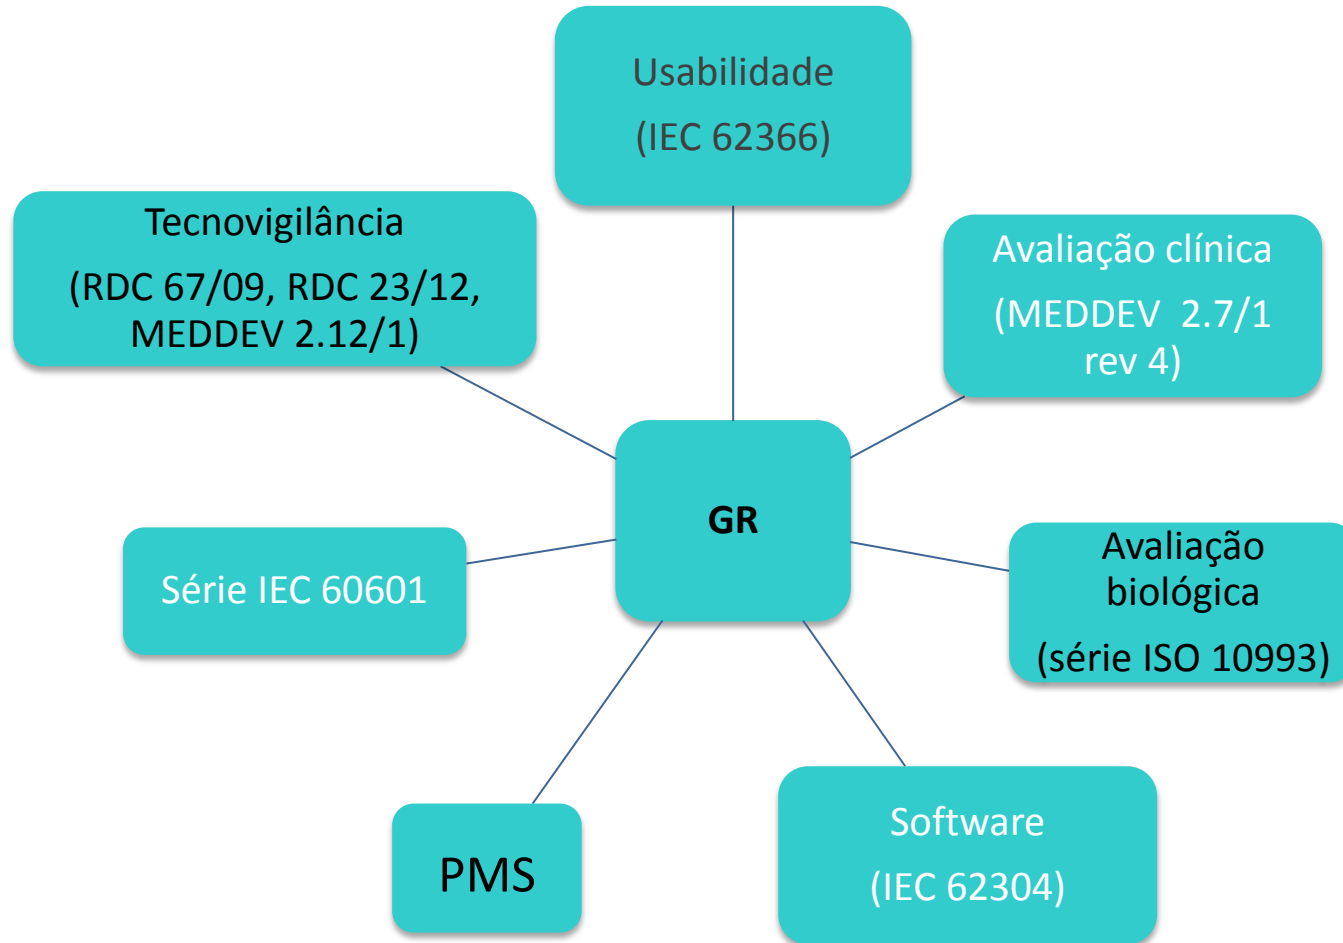 Usabilidade
(IEC 62366)
Tecnovigilância
(RDC 67/09, RDC 23/12,
MEDDEV 2.12/1)
Avaliação clínica
(MEDDEV 2.7/1
rev 4)
GR
Série IEC 60601
Avaliação
biológica
(série ISO 10993)
PMS
Software
(IEC 62304)